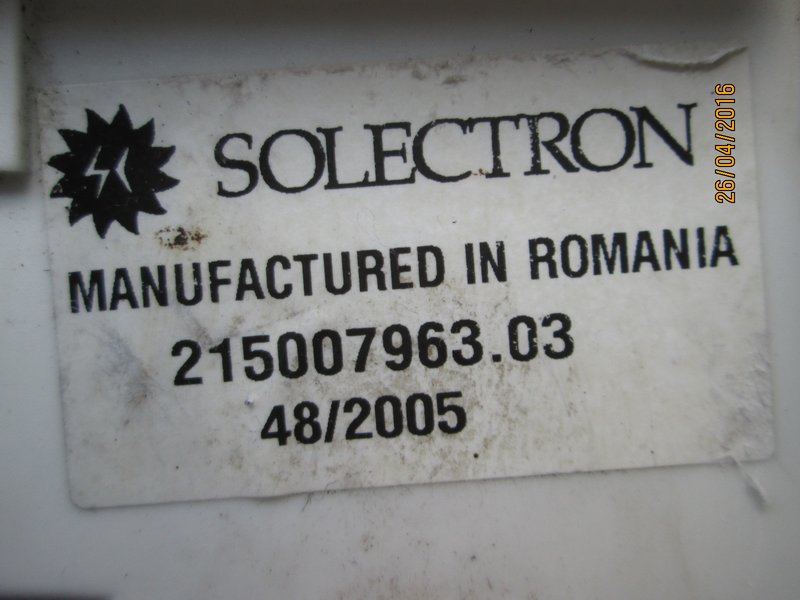 SOLECTRON
MANUFACTURED IN ROMANIA
215007963.03
48/2005
26/04/2016